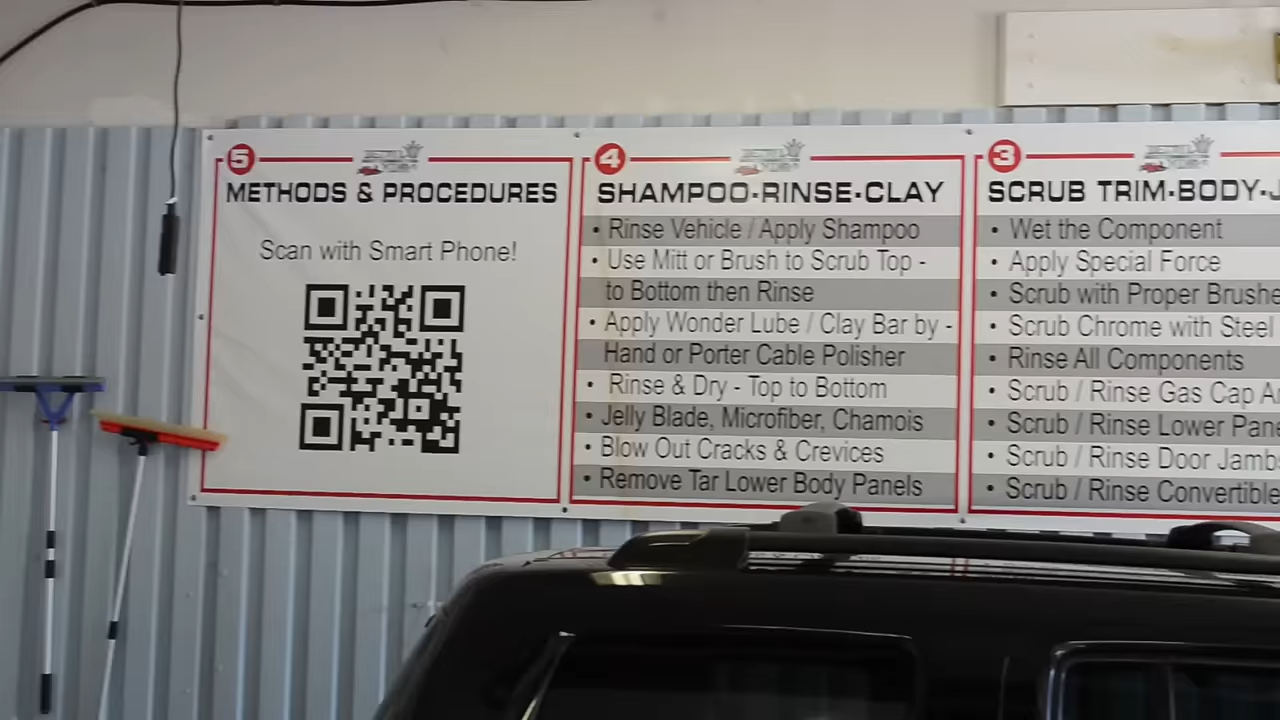 5
METHODS & PROCEDURES
Scan with Smart Phone!
4
SHAMPOO-RINSE-CLAY
• Rinse Vehicle / Apply Shampoo
• Use Mitt or Brush to Scrub Top -
to Bottom then Rinse
• Apply Wonder Lube / Clay Bar by -
Hand or Porter Cable Polisher
• Rinse & Dry - Top to Bottom
• Jelly Blade, Microfiber, Chamois
• Blow Out Cracks & Crevices
• Remove Tar Lower Body Panels
3
SCRUB TRIM-BODY-J
• Wet the Component
• Apply Special Force
• Scrub with Proper Brushe
• Scrub Chrome with Steel
• Rinse All Components
• Scrub / Rinse Gas Cap A
• Scrub / Rinse Lower Pane
• Scrub / Rinse Door Jamb
• Scrub / Rinse Convertible